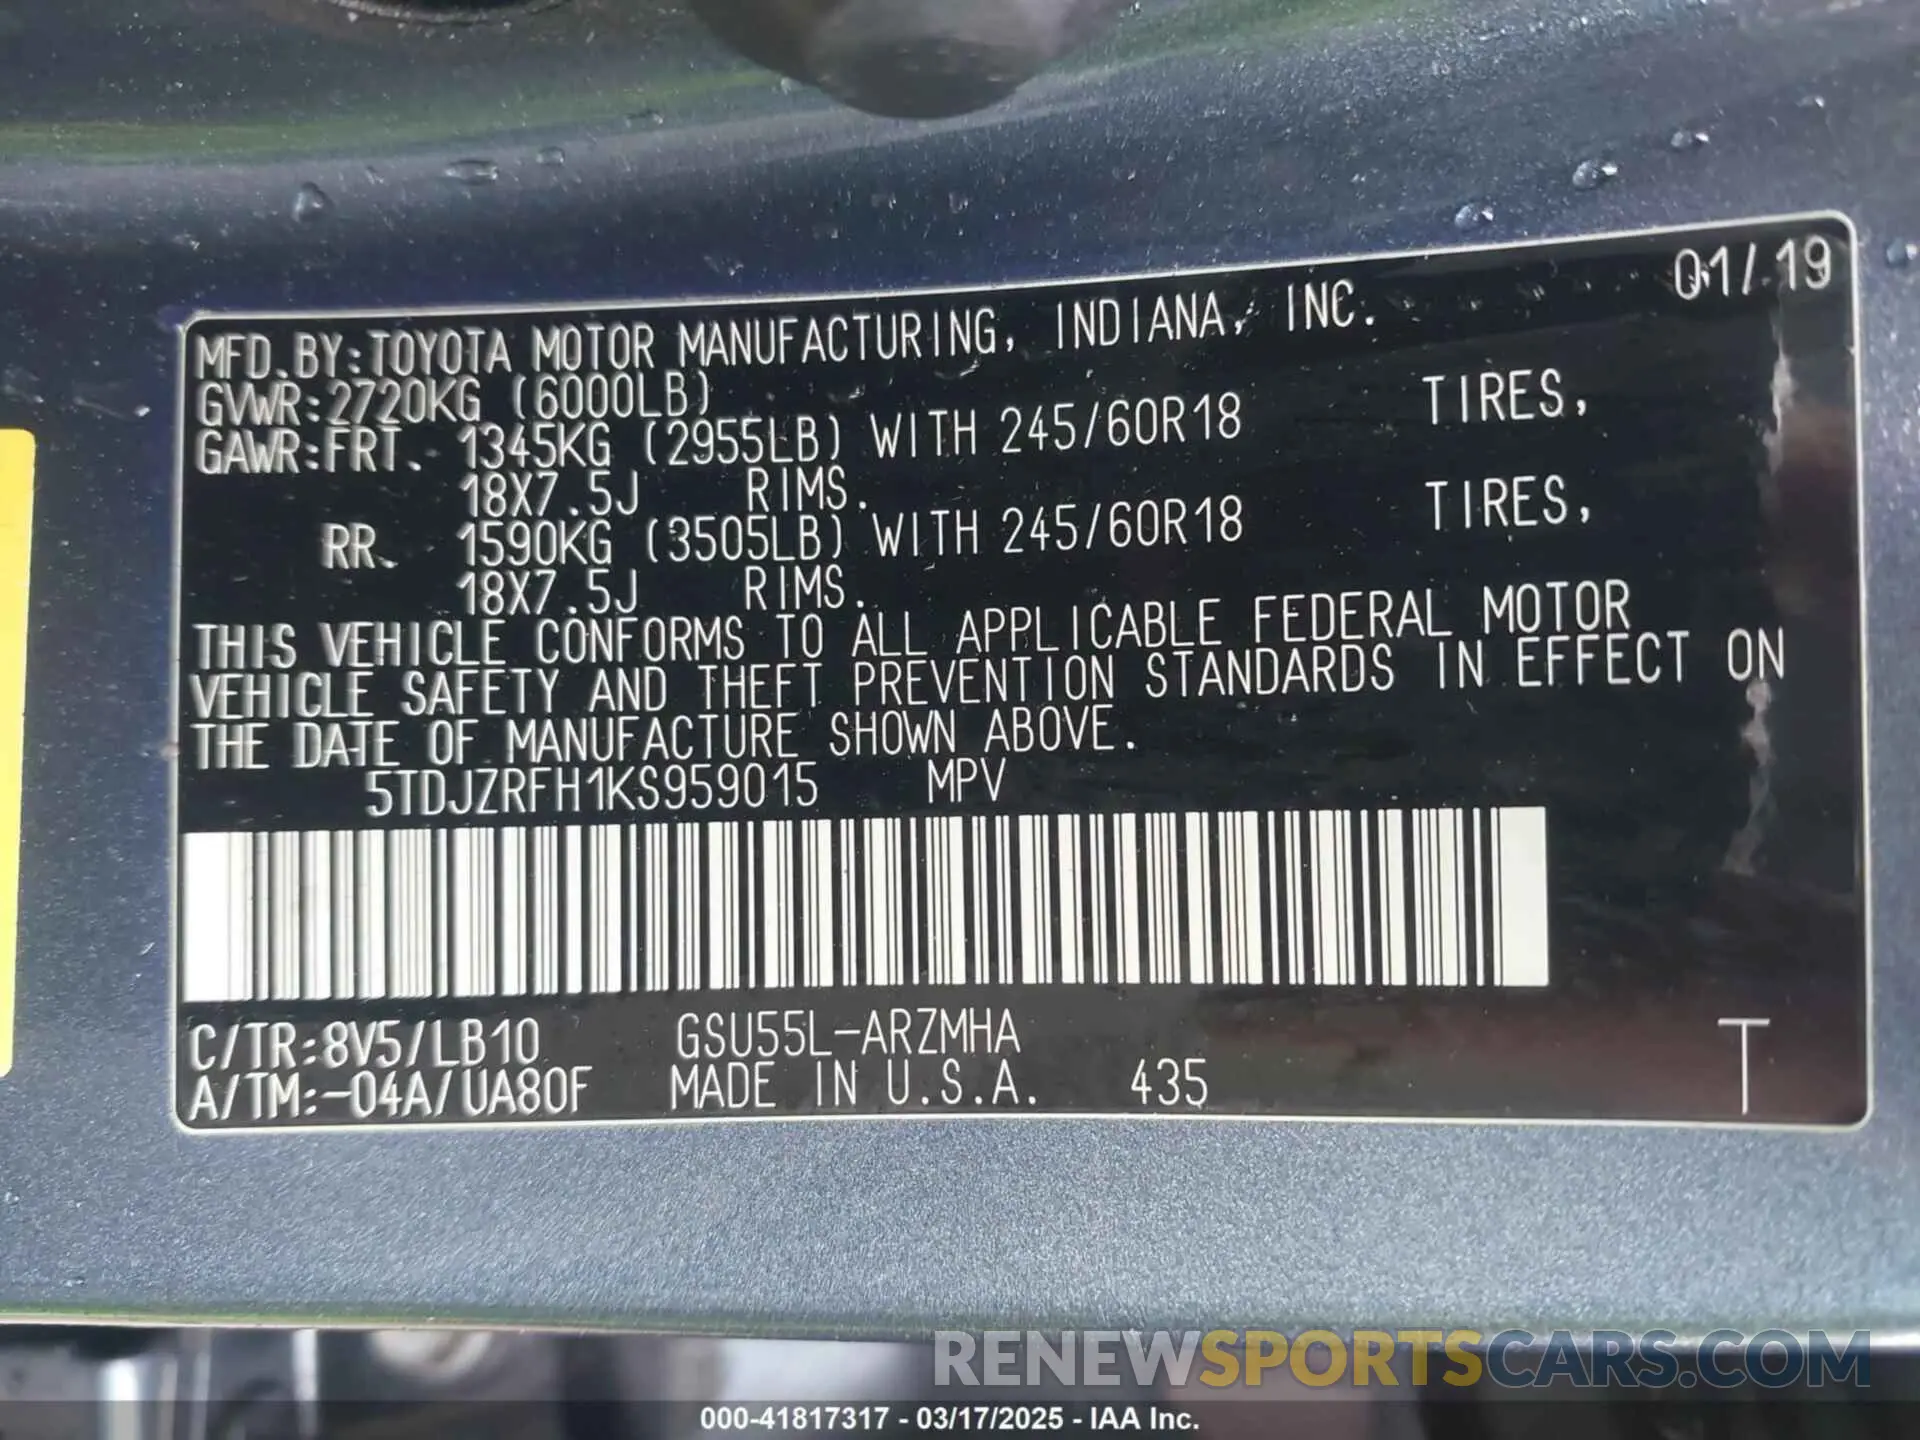 01/19
MFD.BY:TOYOTA MOTOR MANUFACTURING, INDIANA, INC.
GVWR:2720KG (6000LB)
GAWR:FRT. 1345KG (2955LB) WITH 245/60R18 TIRES,
18X7.5J RIMS.
RR. 1590KG (3505LB) WITH 245/60R18 TIRES,
18X7.5J RIMS.
THIS VEHICLE CONFORMS TO ALL APPLICABLE FEDERAL MOTOR
VEHICLE SAFETY AND THEFT PREVENTION STANDARDS IN EFFECT ON
THE DATE OF MANUFACTURE SHOWN ABOVE.
5TDJZRFH1KS959015 MPV
C/TR:8V5/LB10 GSU55L-ARZMHA
A/TM:-04A/UA80F MADE IN U.S.A. 435 T
RENEWSPORTSCARS.COM
000-41817317 - 03/17/2025 - IAA Inc.